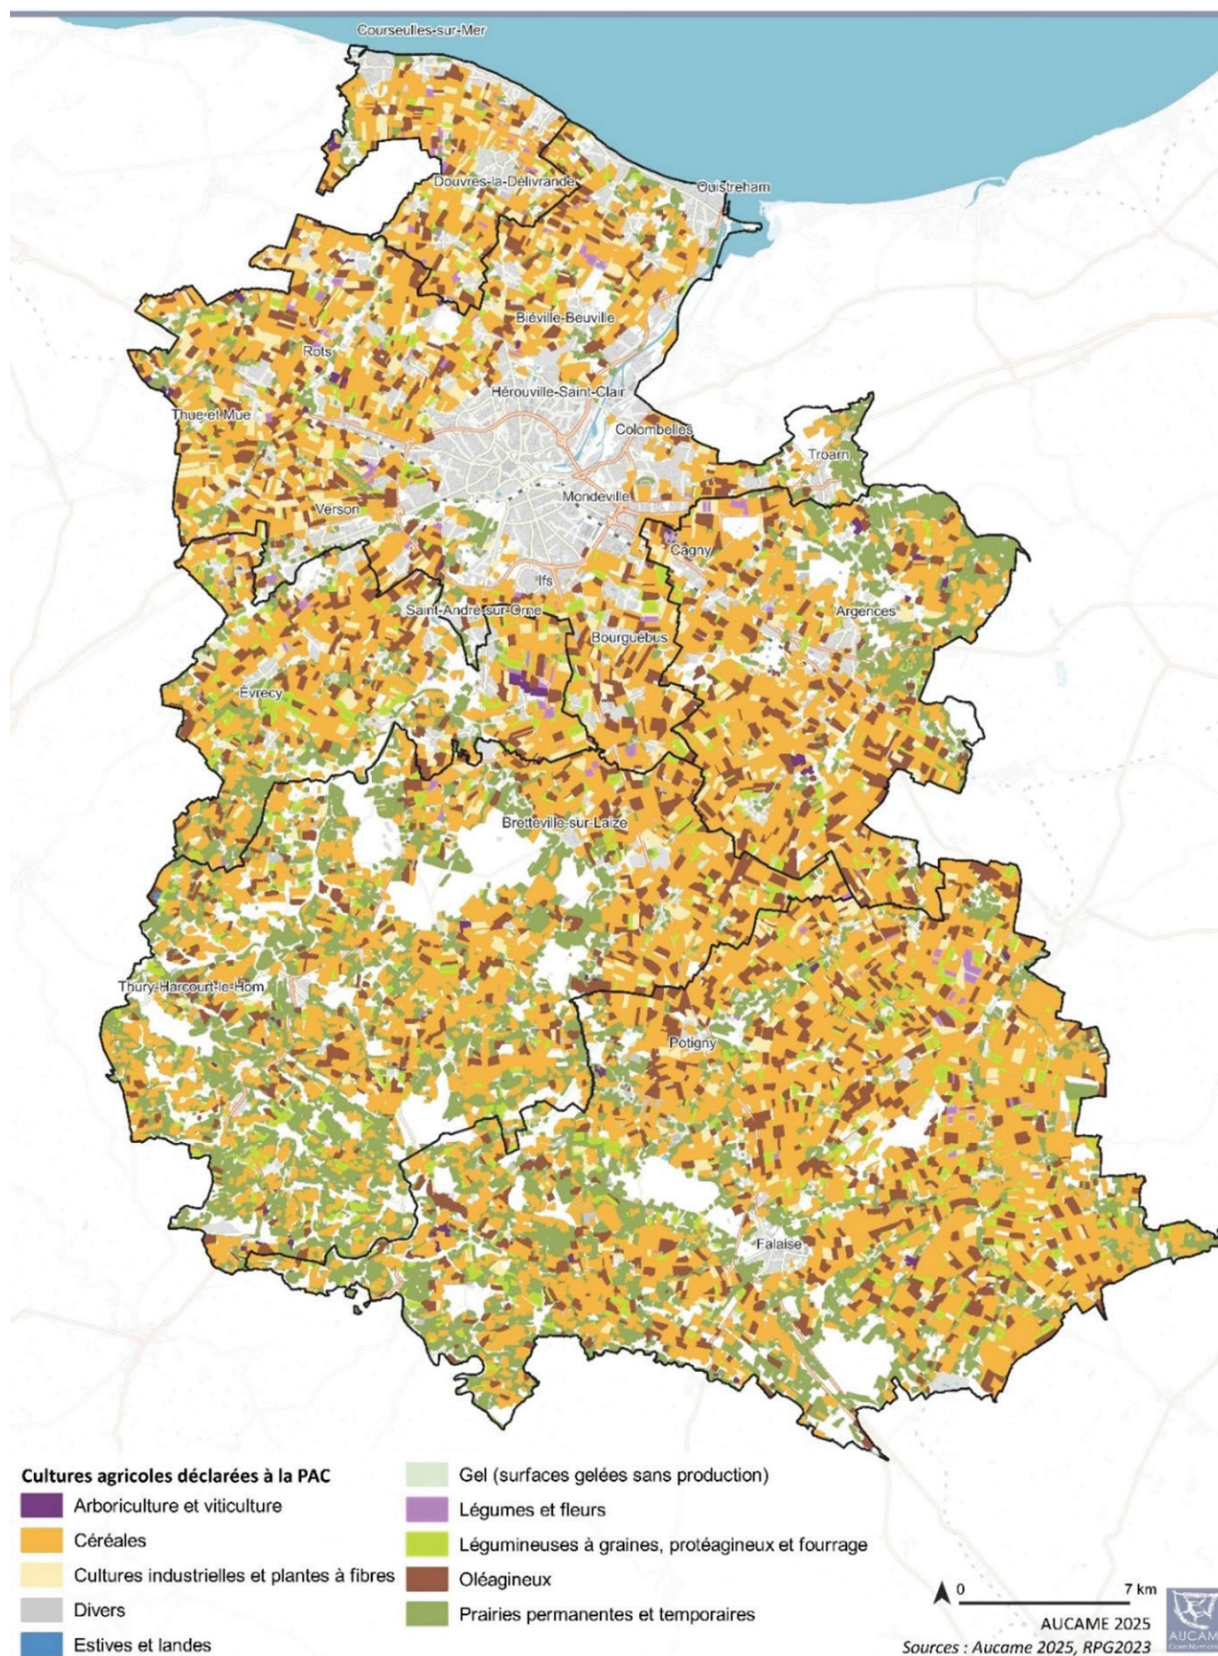 Courseulles-sur-Mer
Douvres-la-Délivrande
Ouistreham
Biéville-Beuville
Rots
Hérouville-Saint-Clair
Thue et Mue
Colombelles
Troarn
Mondeville
Verson
Cagny
Ifs
Saint-André-sur-Orne
Argences
Bourguébus
Évrecy
Bretteville-sur-Laize
Thury-Harcourt-le-Hom
Potigny
Falaise
Cultures agricoles déclarées à la PAC
Arboriculture et viticulture
Céréales
Cultures industrielles et plantes à fibres
Divers
Estives et landes
Gel (surfaces gelées sans production)
Légumes et fleurs
Légumineuses à graines, protéagineux et fourrage
Oléagineux
Prairies permanentes et temporaires
0 7 km
AUCAME 2025
Sources : Aucame 2025, RPG2023
AUCAME